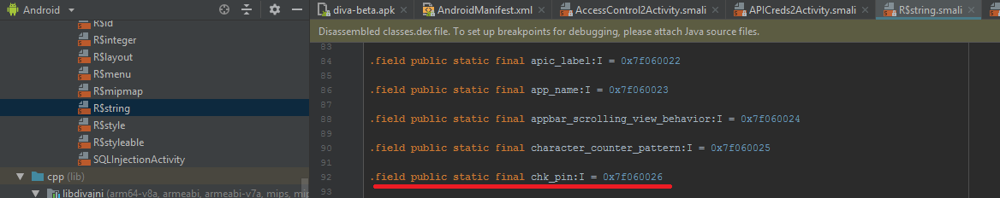 Android
diva-beta.apk
AndroidManifest.xml
AccessControl2Activity.smali
APICreds2Activity.smali
R$string.smali
Disassembled classes.dex file. To set up breakpoints for debugging, please attach Java source files.
R$id
R$integer
R$layout
R$menu
R$mipmap
R$string
R$style
R$styleable
SQLInjectionActivity
cpp (lib)
libdivajni (arm64-v8a, armeabi, armeabi-v7a, mips,
83
84 .field public static final apic_label:I = 0x7f060022
85
86 .field public static final app_name:I = 0x7f060023
87
88 .field public static final appbar_scrolling_view_behavior:I = 0x7f060024
89
90 .field public static final character_counter_pattern:I = 0x7f060025
91
92 .field public static final chk_pin:I = 0x7f060026
93